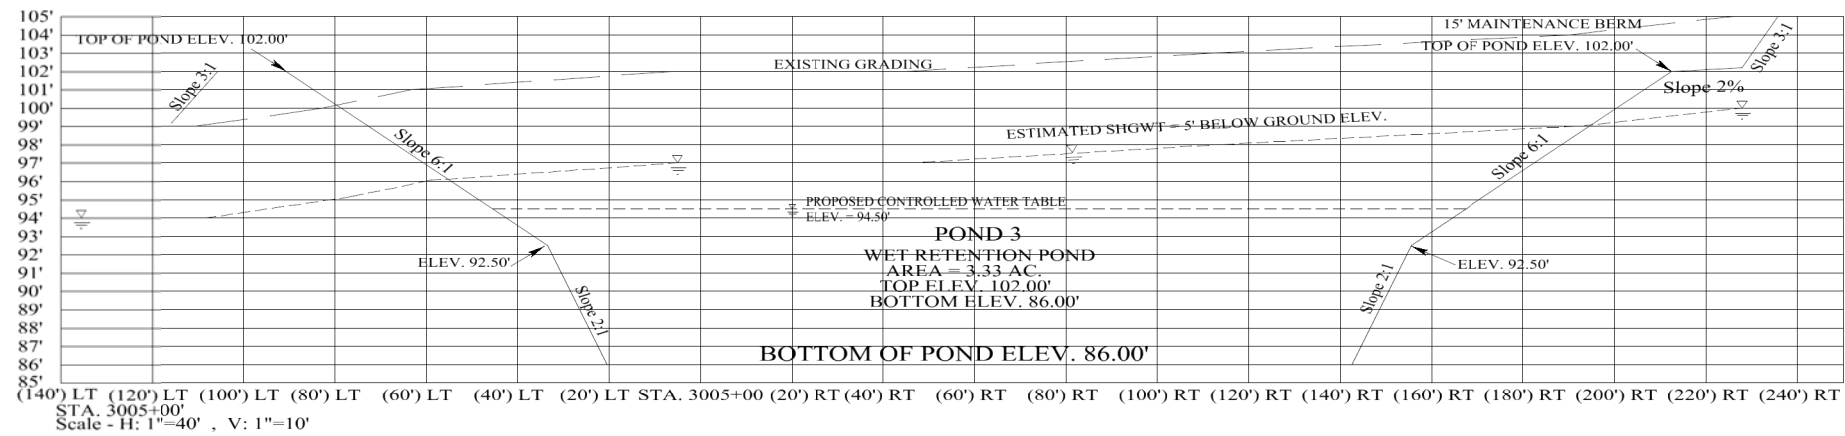 105'
104'
103'
102'
101'
100'
99'
98'
97'
96'
95'
94'
93'
92'
91'
90'
89'
88'
87'
86'
85'
TOP OF POND ELEV. 102.00'
Slope 3:1
EXISTING GRADING
15' MAINTENANCE BERM
TOP OF POND ELEV. 102.00'
Slope 3:1
Slope 2%
Slope 6:1
ESTIMATED SHGWT = 5' BELOW GROUND ELEV.
Slope 6:1
PROPOSED CONTROLLED WATER TABLE
ELEV. = 94.50'
POND 3
WET RETENTION POND
AREA = 3.33 AC.
TOP ELEV. 102.00'
BOTTOM ELEV. 86.00'
ELEV. 92.50'
ELEV. 92.50'
Slope 2:1
Slope 2:1
BOTTOM OF POND ELEV. 86.00'
(140') LT (120') LT (100') LT (80') LT (60') LT (40') LT (20') LT STA. 3005+00 (20') RT (40') RT (60') RT (80') RT (100') RT (120') RT (140') RT (160') RT (180') RT (200') RT (220') RT (240') RT
STA. 3005+00'
Scale - H: 1"=40' , V: 1"=10'